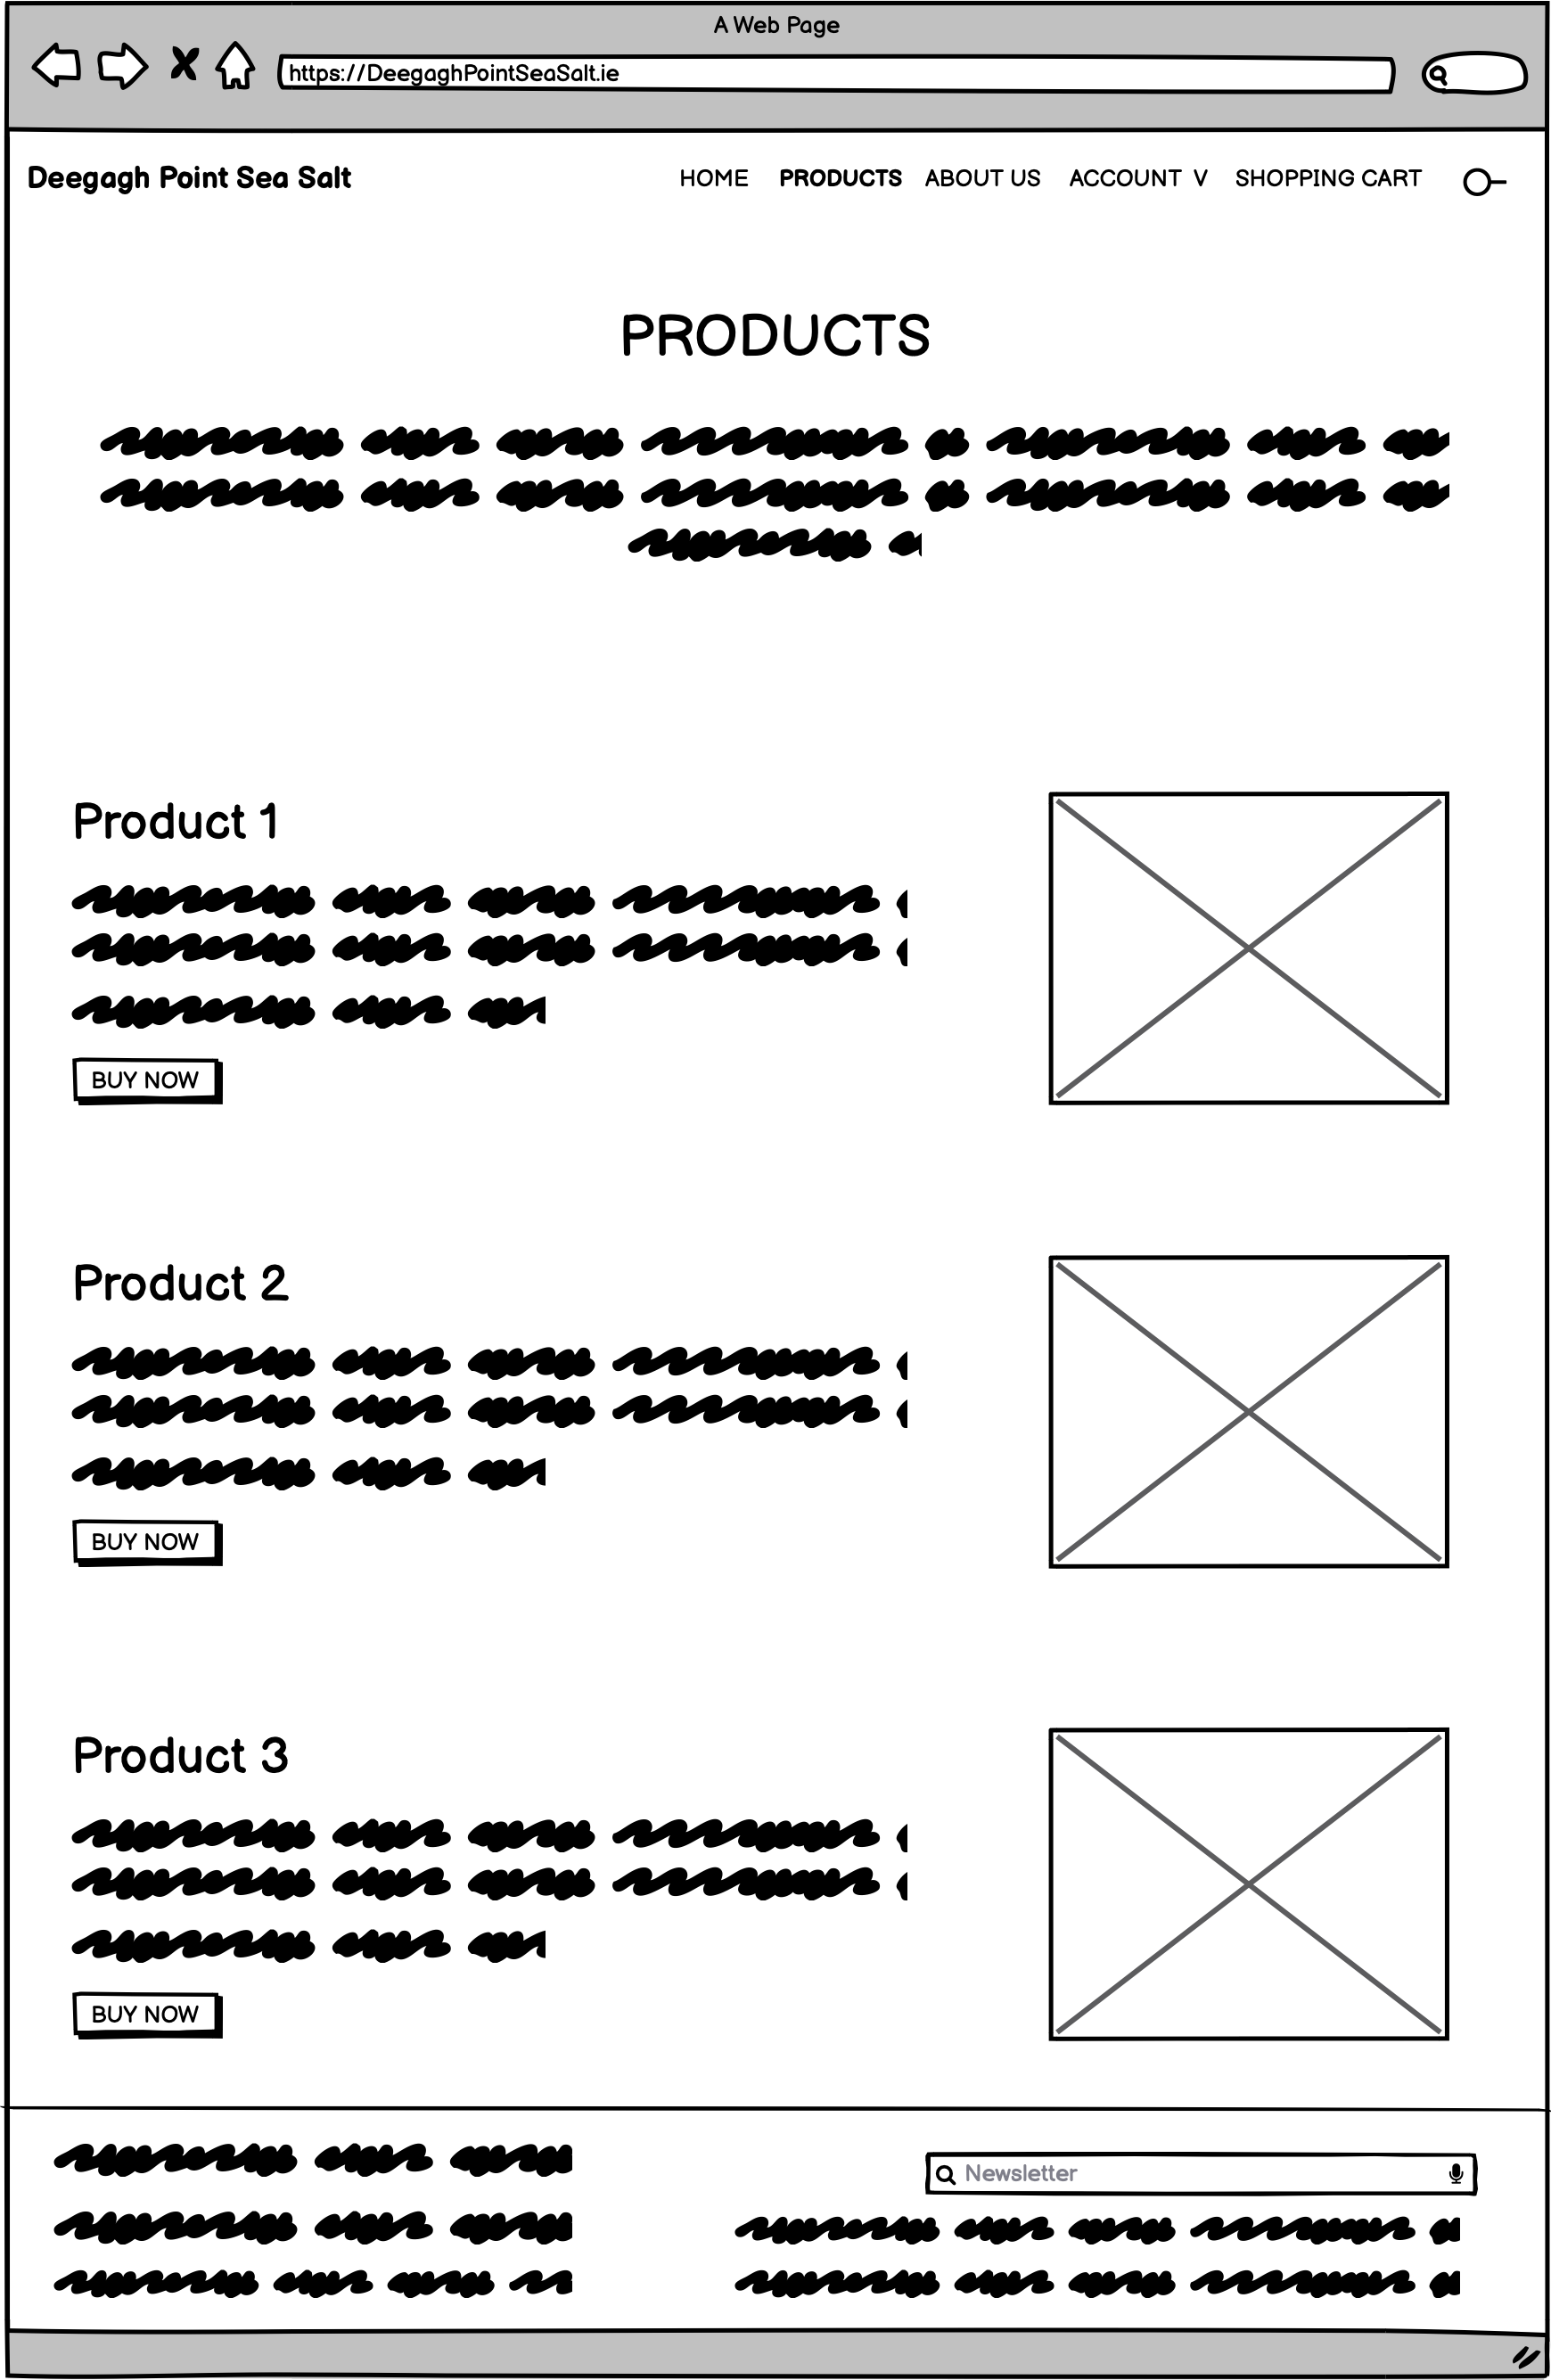 A Web Page
https://DeegaghPointSeaSalt.ie
Deegagh Point Sea Salt HOME PRODUCTS ABOUT US ACCOUNT V SHOPPING CART
PRODUCTS
Product 1
BUY NOW
Product 2
BUY NOW
Product 3
BUY NOW
Newsletter